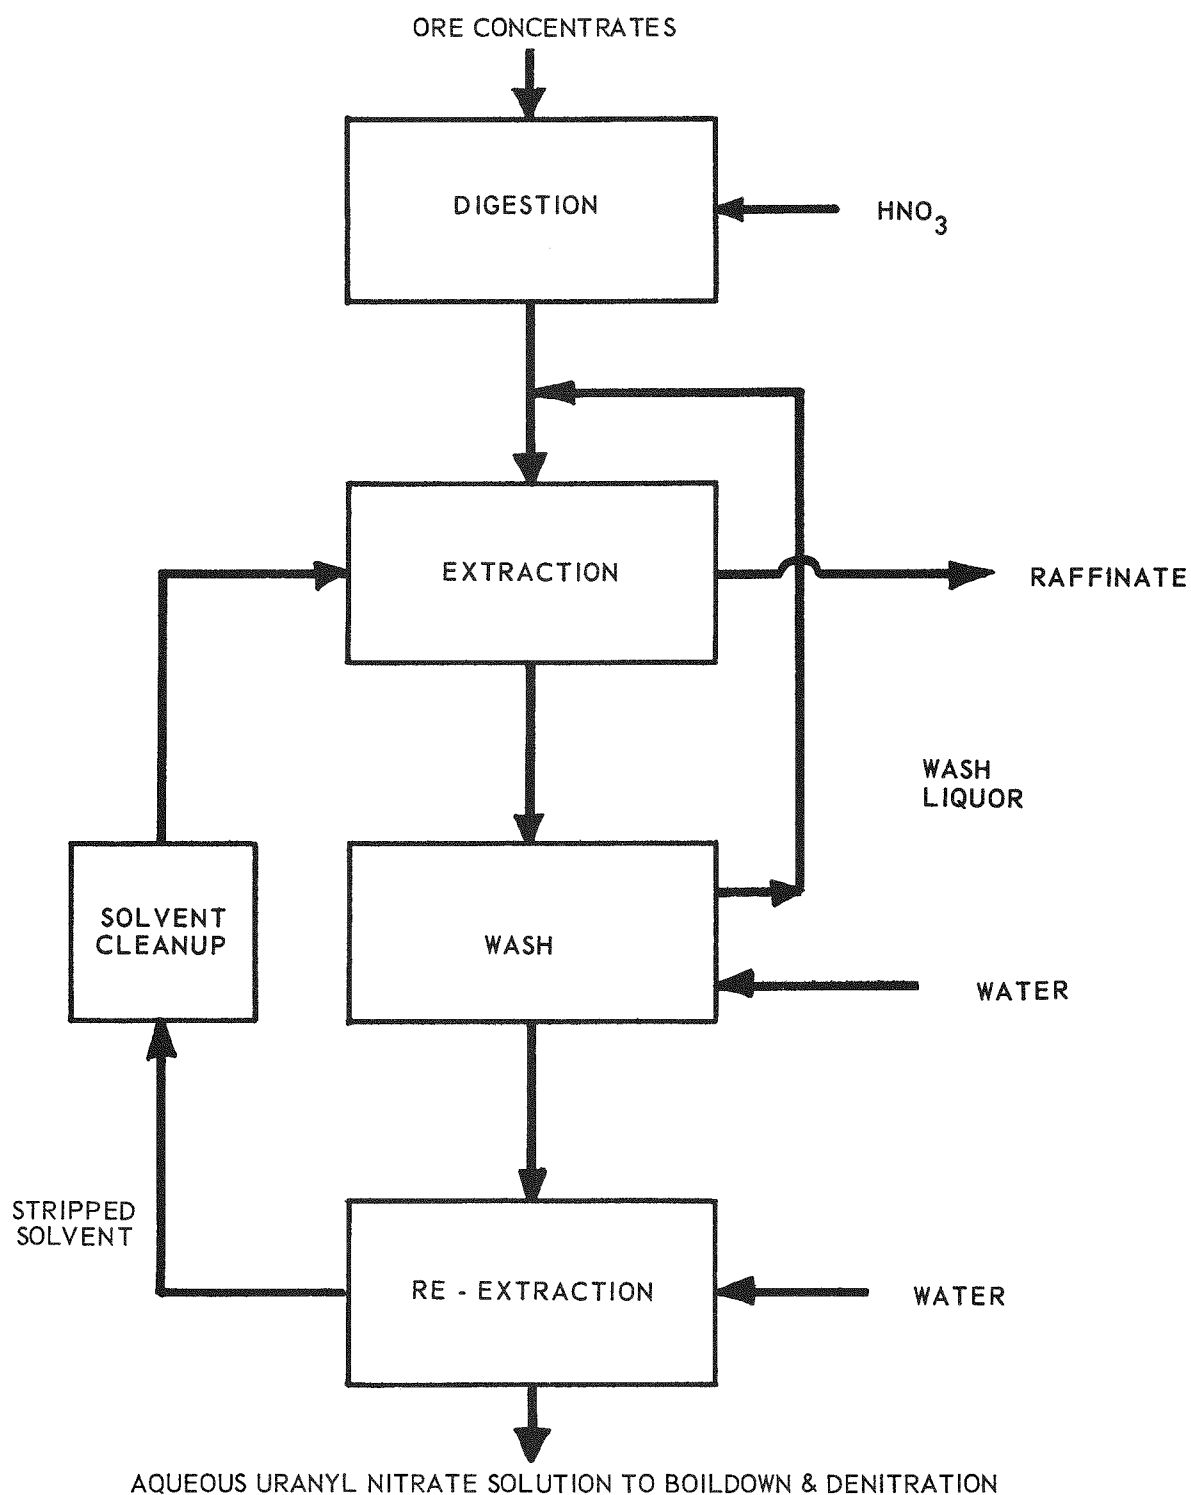 ORE CONCENTRATES
DIGESTION
HNO3
EXTRACTION
RAFFINATE
WASH
LIQUOR
SOLVENT
CLEANUP
WASH
WATER
STRIPPED
SOLVENT
RE - EXTRACTION
WATER
AQUEOUS URANYL NITRATE SOLUTION TO BOILDOWN & DENITRATION